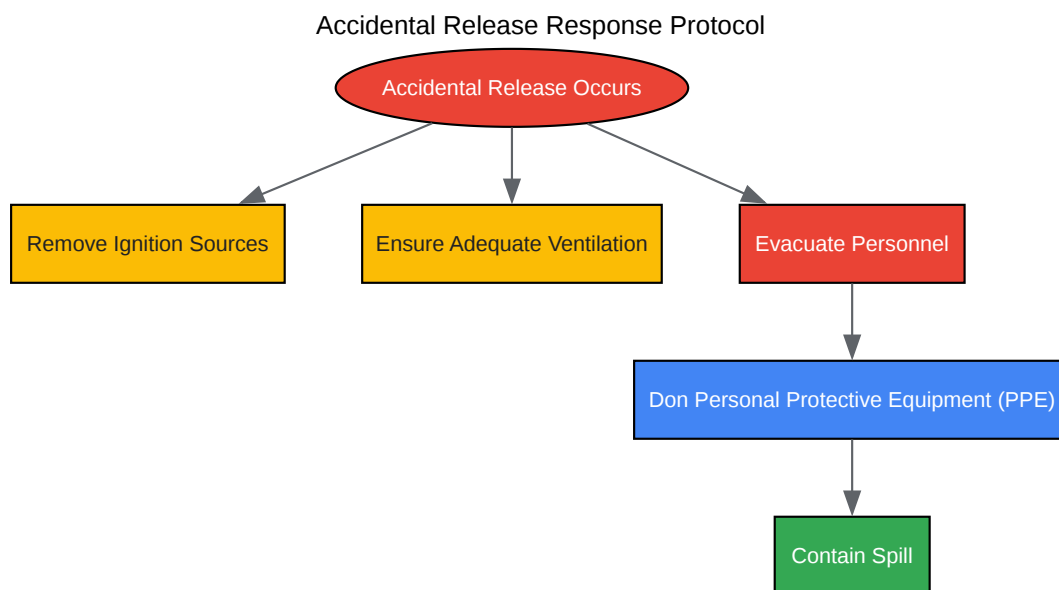 Accidental Release Response Protocol
Accidental Release Occurs
Remove Ignition Sources
Ensure Adequate Ventilation
Evacuate Personnel
Don Personal Protective Equipment (PPE)
Contain Spill